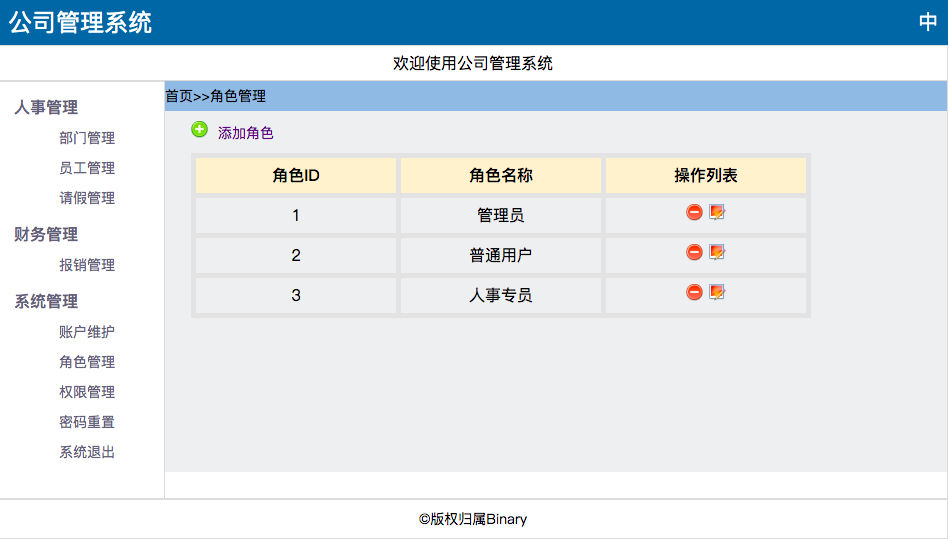 公司管理系统 中
欢迎使用公司管理系统
人事管理
部门管理
员工管理
请假管理
财务管理
报销管理
系统管理
账户维护
角色管理
权限管理
密码重置
系统退出
首页>>角色管理
添加角色
角色ID 角色名称 操作列表
1 管理员
2 普通用户
3 人事专员
©版权归属Binary